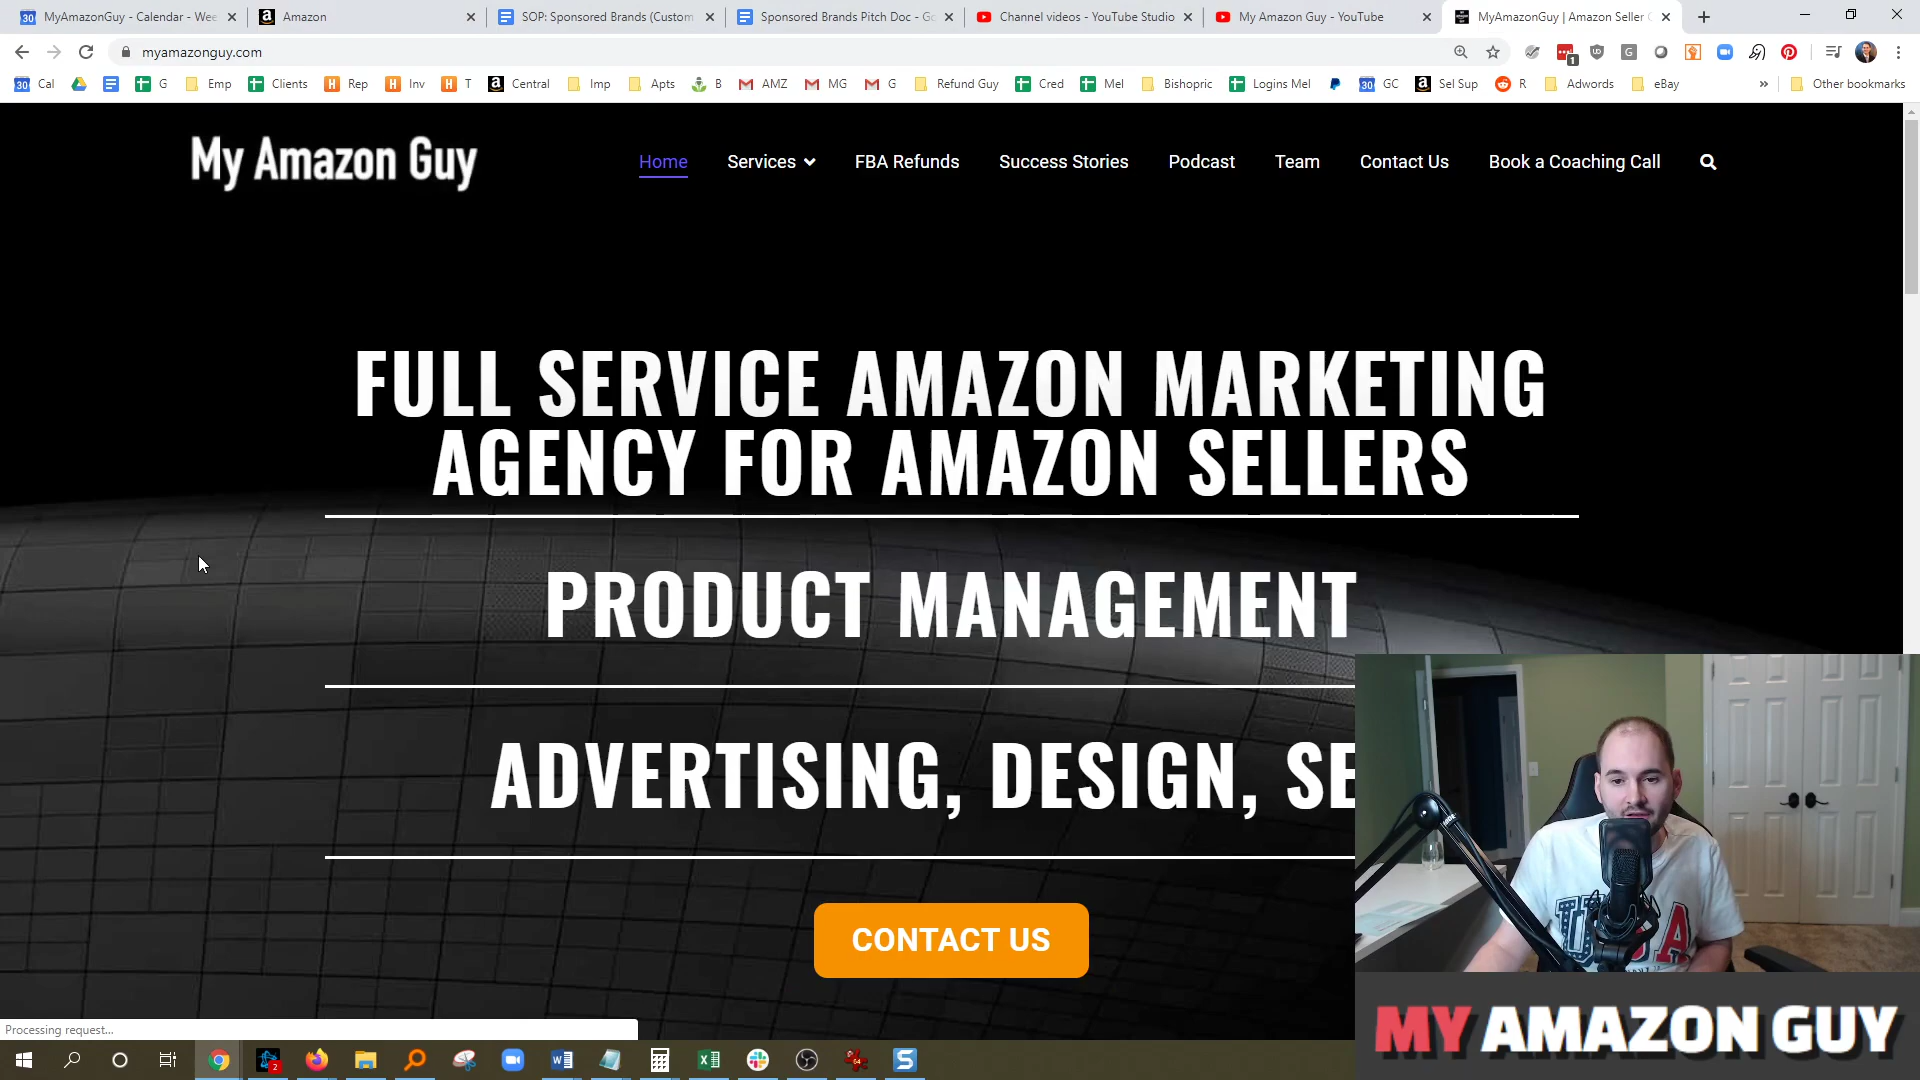 MyAmazonGuy - Calendar - Wee
Amazon
SOP: Sponsored Brands (Custom
Sponsored Brands Pitch Doc - Go
Channel videos - YouTube Studio
My Amazon Guy - YouTube
MyAmazonGuy | Amazon Seller C
myamazonguy.com
Cal
G
Emp
Clients
Rep
Inv
T
Central
Imp
Apts
B
AMZ
MG
G
Refund Guy
Cred
Mel
Bishopric
Logins Mel
GC
Sel Sup
R
Adwords
eBay
Other bookmarks
My Amazon Guy
Home
Services
FBA Refunds
Success Stories
Podcast
Team
Contact Us
Book a Coaching Call
FULL SERVICE AMAZON MARKETING
AGENCY FOR AMAZON SELLERS
PRODUCT MANAGEMENT
ADVERTISING, DESIGN, SE
CONTACT US
USA
Processing request...
MY AMAZON GUY